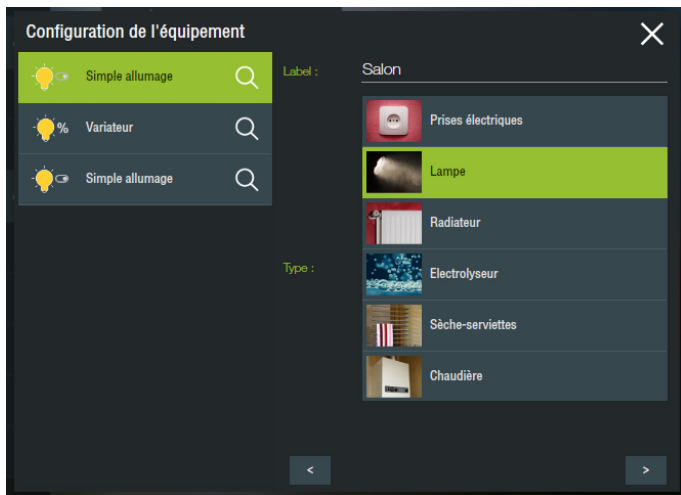 Configuration de l'équipement
Simple allumage
% Variateur
Simple allumage
Label : Salon
Type :
Prises électriques
Lampe
Radiateur
Electrolyseur
Sèche-serviettes
Chaudière
< >